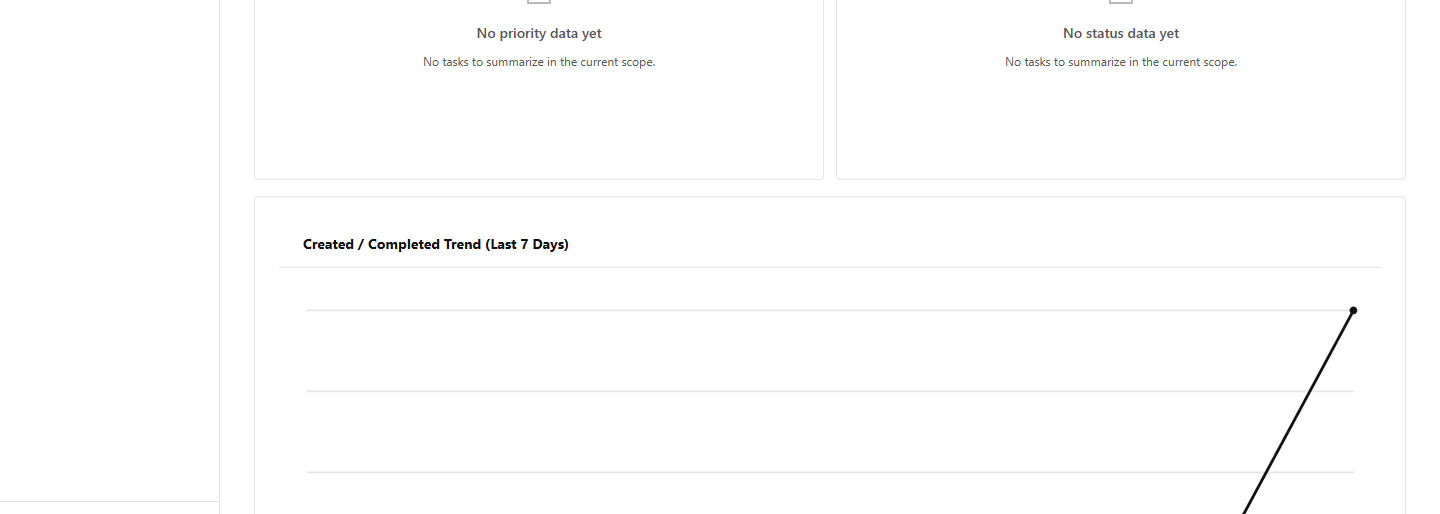 No priority data yet
No tasks to summarize in the current scope.
No status data yet
No tasks to summarize in the current scope.
Created / Completed Trend (Last 7 Days)